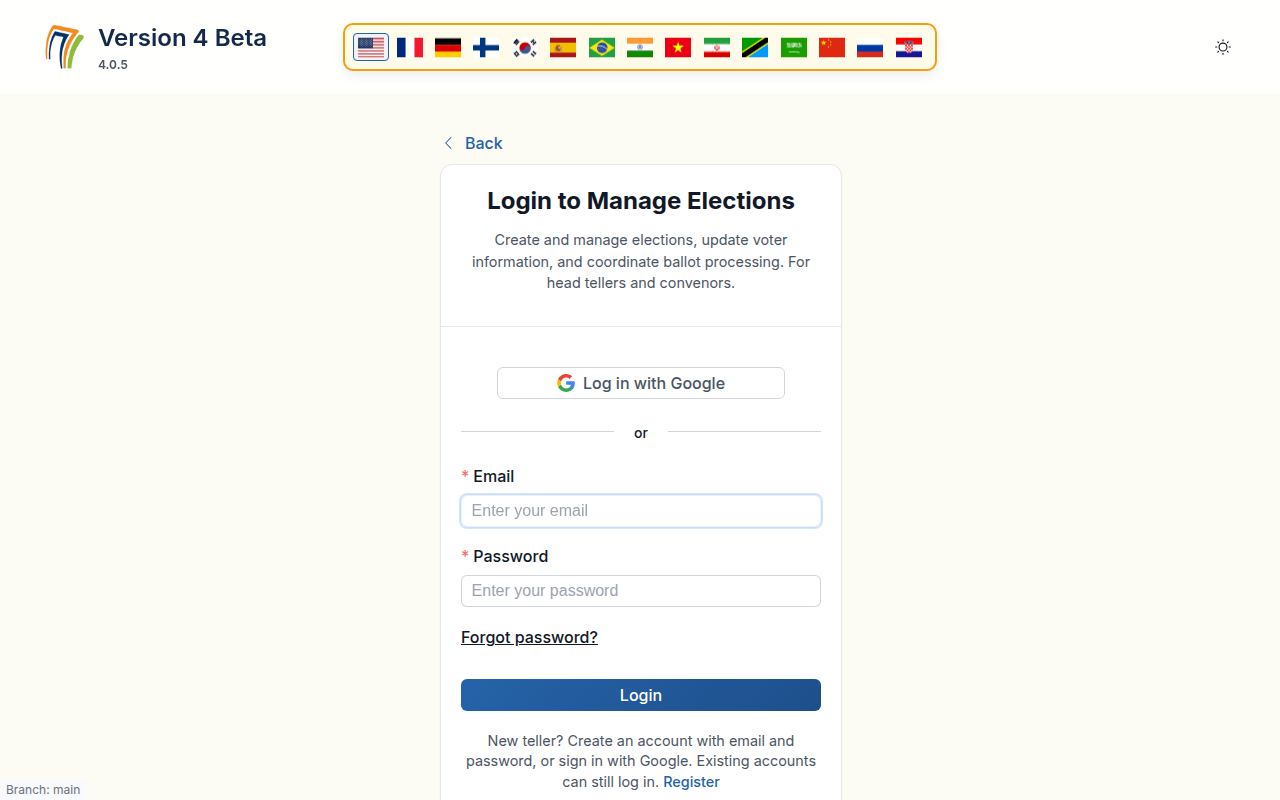 Version 4 Beta
4.0.5
Back
Login to Manage Elections
Create and manage elections, update voter
information, and coordinate ballot processing. For
head tellers and convenors.
Log in with Google
or
* Email
Enter your email
* Password
Enter your password
Forgot password?
Login
New teller? Create an account with email and
password, or sign in with Google. Existing accounts
can still log in. Register
Branch: main